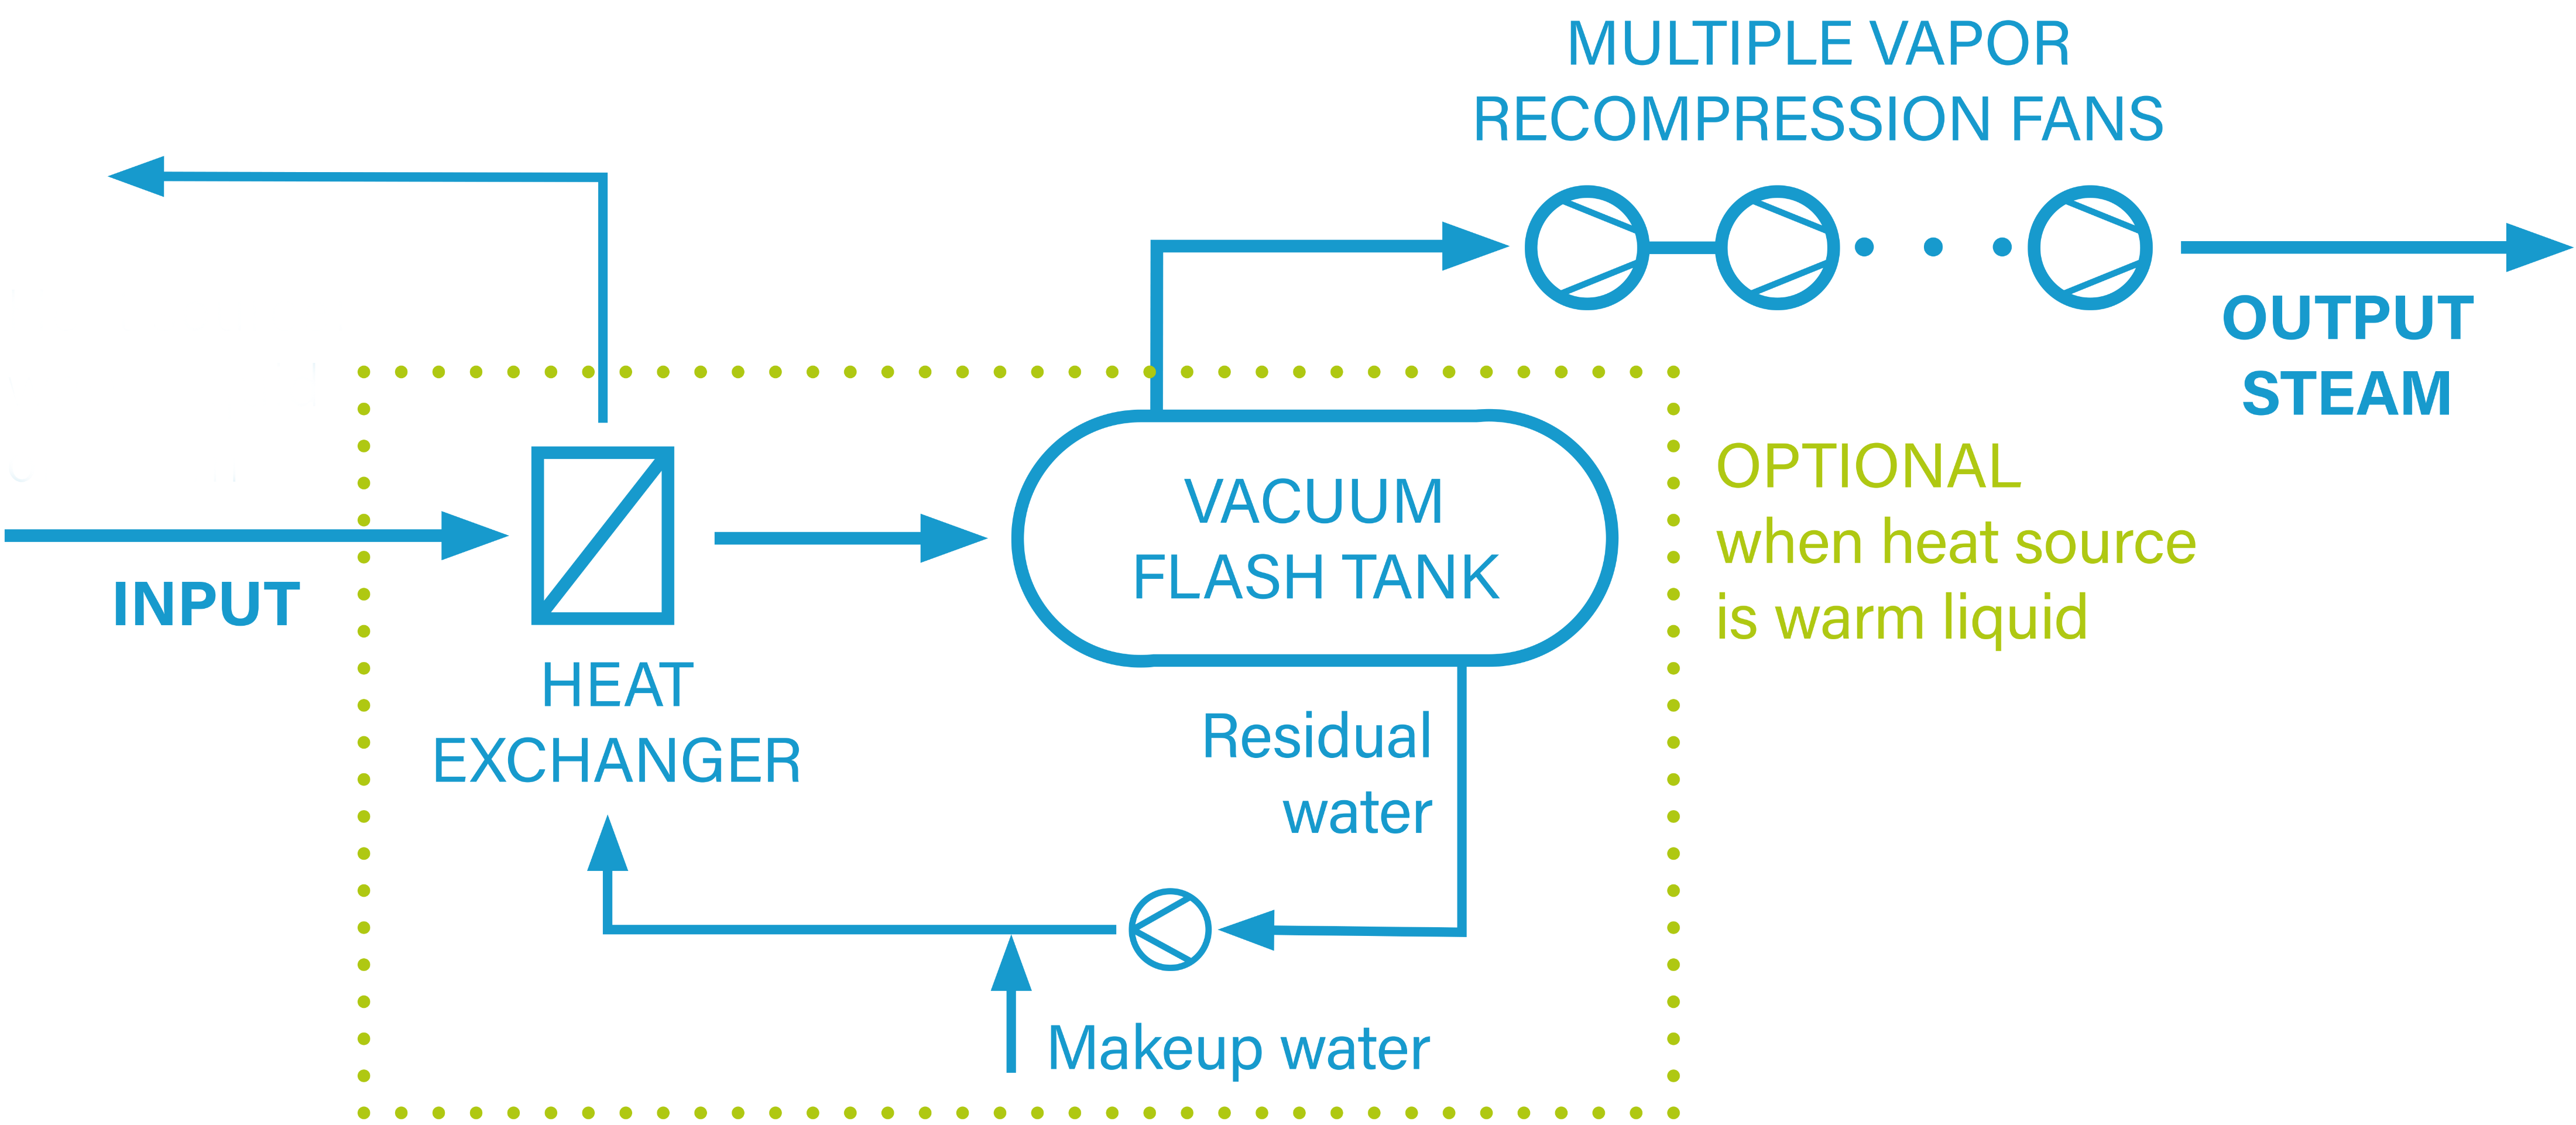 MULTIPLE VAPOR
RECOMPRESSION FANS
OUTPUT
STEAM
OPTIONAL
when heat source
is warm liquid
VACUUM
FLASH TANK
INPUT
HEAT
EXCHANGER
Residual
water
Makeup water